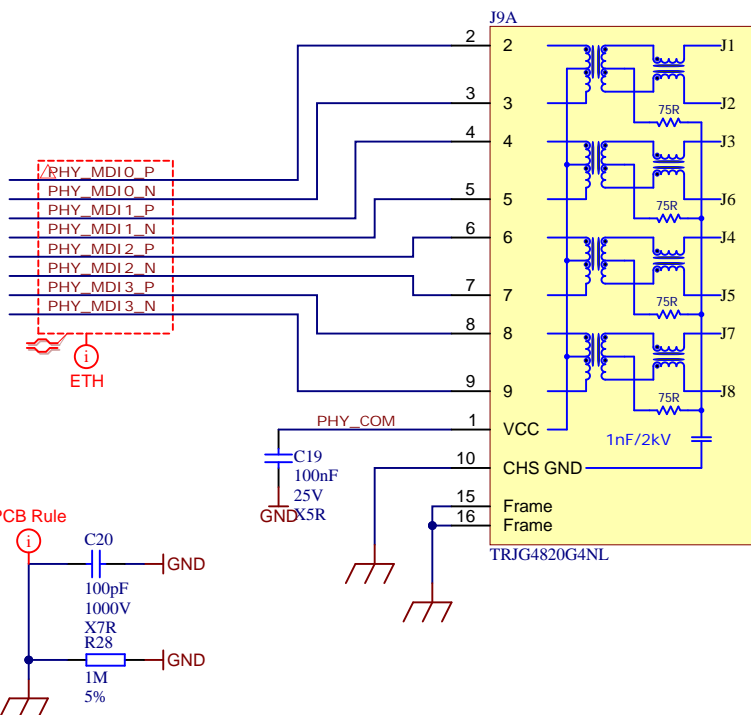 J9A
2 2 J1
3 3 J2
75R
4 4 J3
5 5 J6
75R
6 6 J4
7 7 J5
75R
8 8 J7
9 9 J8
75R
PHY_MDI0_P
PHY_MDI0_N
PHY_MDI1_P
PHY_MDI1_N
PHY_MDI2_P
PHY_MDI2_N
PHY_MDI3_P
PHY_MDI3_N
i
ETH
PHY_COM 1 VCC
1nF/2kV
10 CHS GND
15 Frame
16 Frame
TRJG4820G4NL
C19
100nF
25V
X5R
GND
PCB Rule
i
C20
GND
100pF
1000V
X7R
R28
GND
1M
5%